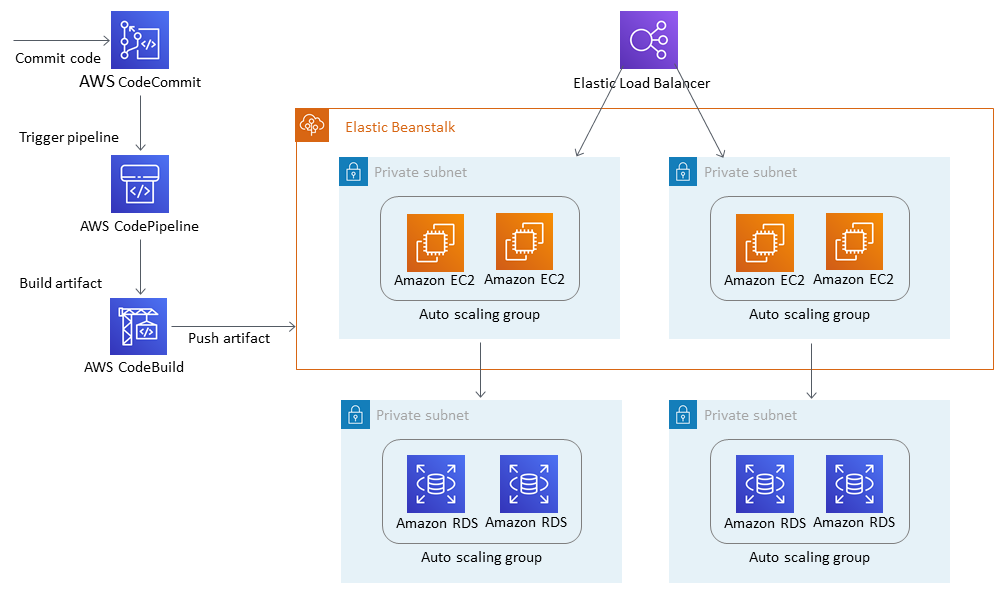 Commit code
AWS CodeCommit
Trigger pipeline
AWS CodePipeline
Build artifact
AWS CodeBuild
Push artifact
Elastic Load Balancer
Elastic Beanstalk
Private subnet
Amazon EC2
Amazon EC2
Auto scaling group
Private subnet
Amazon EC2
Amazon EC2
Auto scaling group
Private subnet
Amazon RDS
Amazon RDS
Auto scaling group
Private subnet
Amazon RDS
Amazon RDS
Auto scaling group